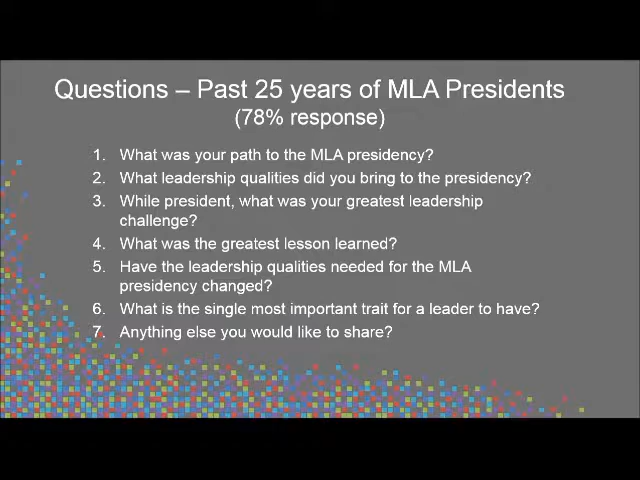 Questions – Past 25 years of MLA Presidents
(78% response)
1. What was your path to the MLA presidency?
2. What leadership qualities did you bring to the presidency?
3. While president, what was your greatest leadership
challenge?
4. What was the greatest lesson learned?
5. Have the leadership qualities needed for the MLA
presidency changed?
6. What is the single most important trait for a leader to have?
7. Anything else you would like to share?